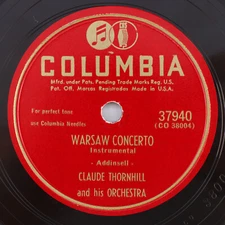 COLUMBIA
Mfrd. under Pats. Pending Trade Marks Reg. U.S.
Pat. Off. Marcas Registradas Made in U.S.A.
For perfect tone
use Columbia Needles
37940
(CO 38004)
WARSAW CONCERTO
Instrumental
- Addinsell -
CLAUDE THORNHILL
and his ORCHESTRA